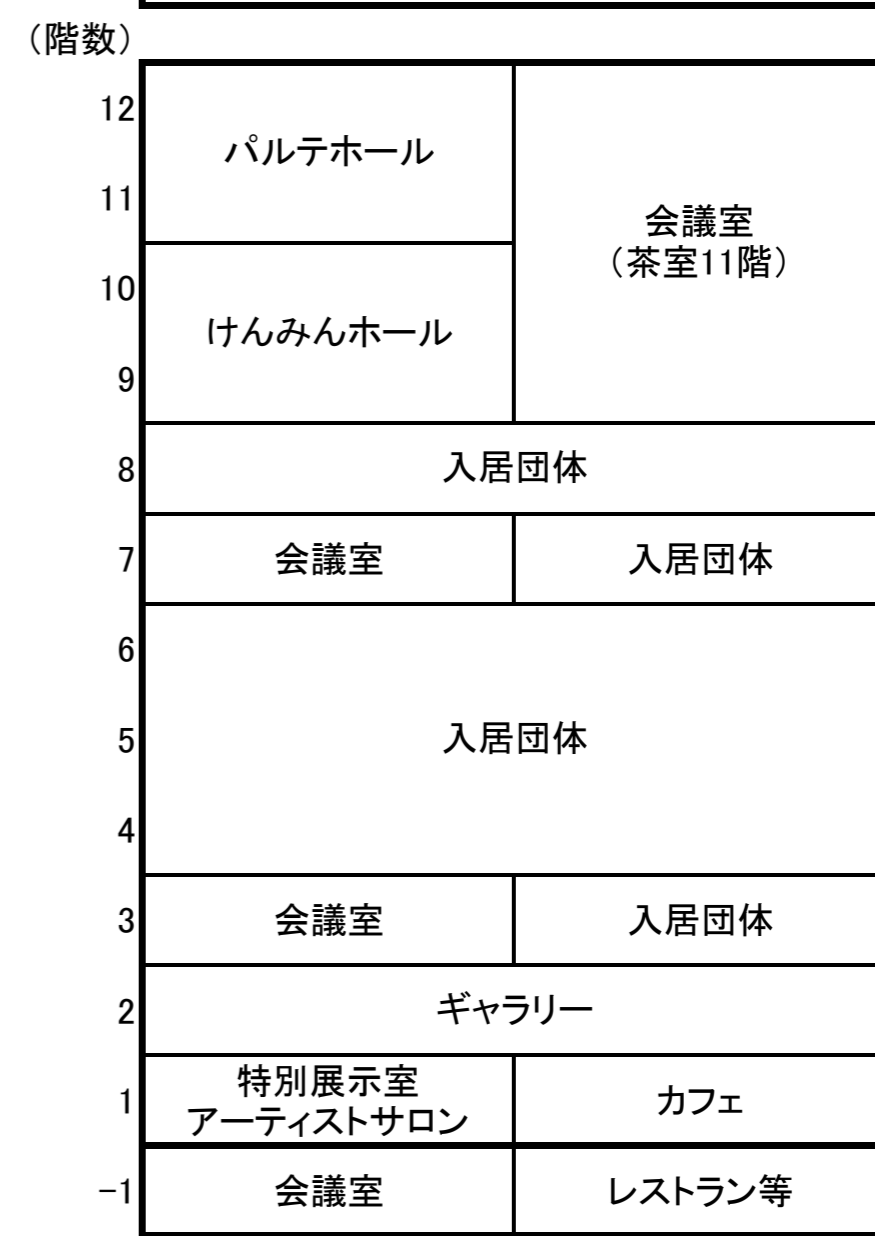 （階数）
12
パルテホール
11
会議室
（茶室11階）
10
けんみんホール
9
8
入居団体
7
会議室
入居団体
6
5
入居団体
4
3
会議室
入居団体
2
ギャラリー
1
特別展示室
アーティストサロン
カフェ
-1
会議室
レストラン等